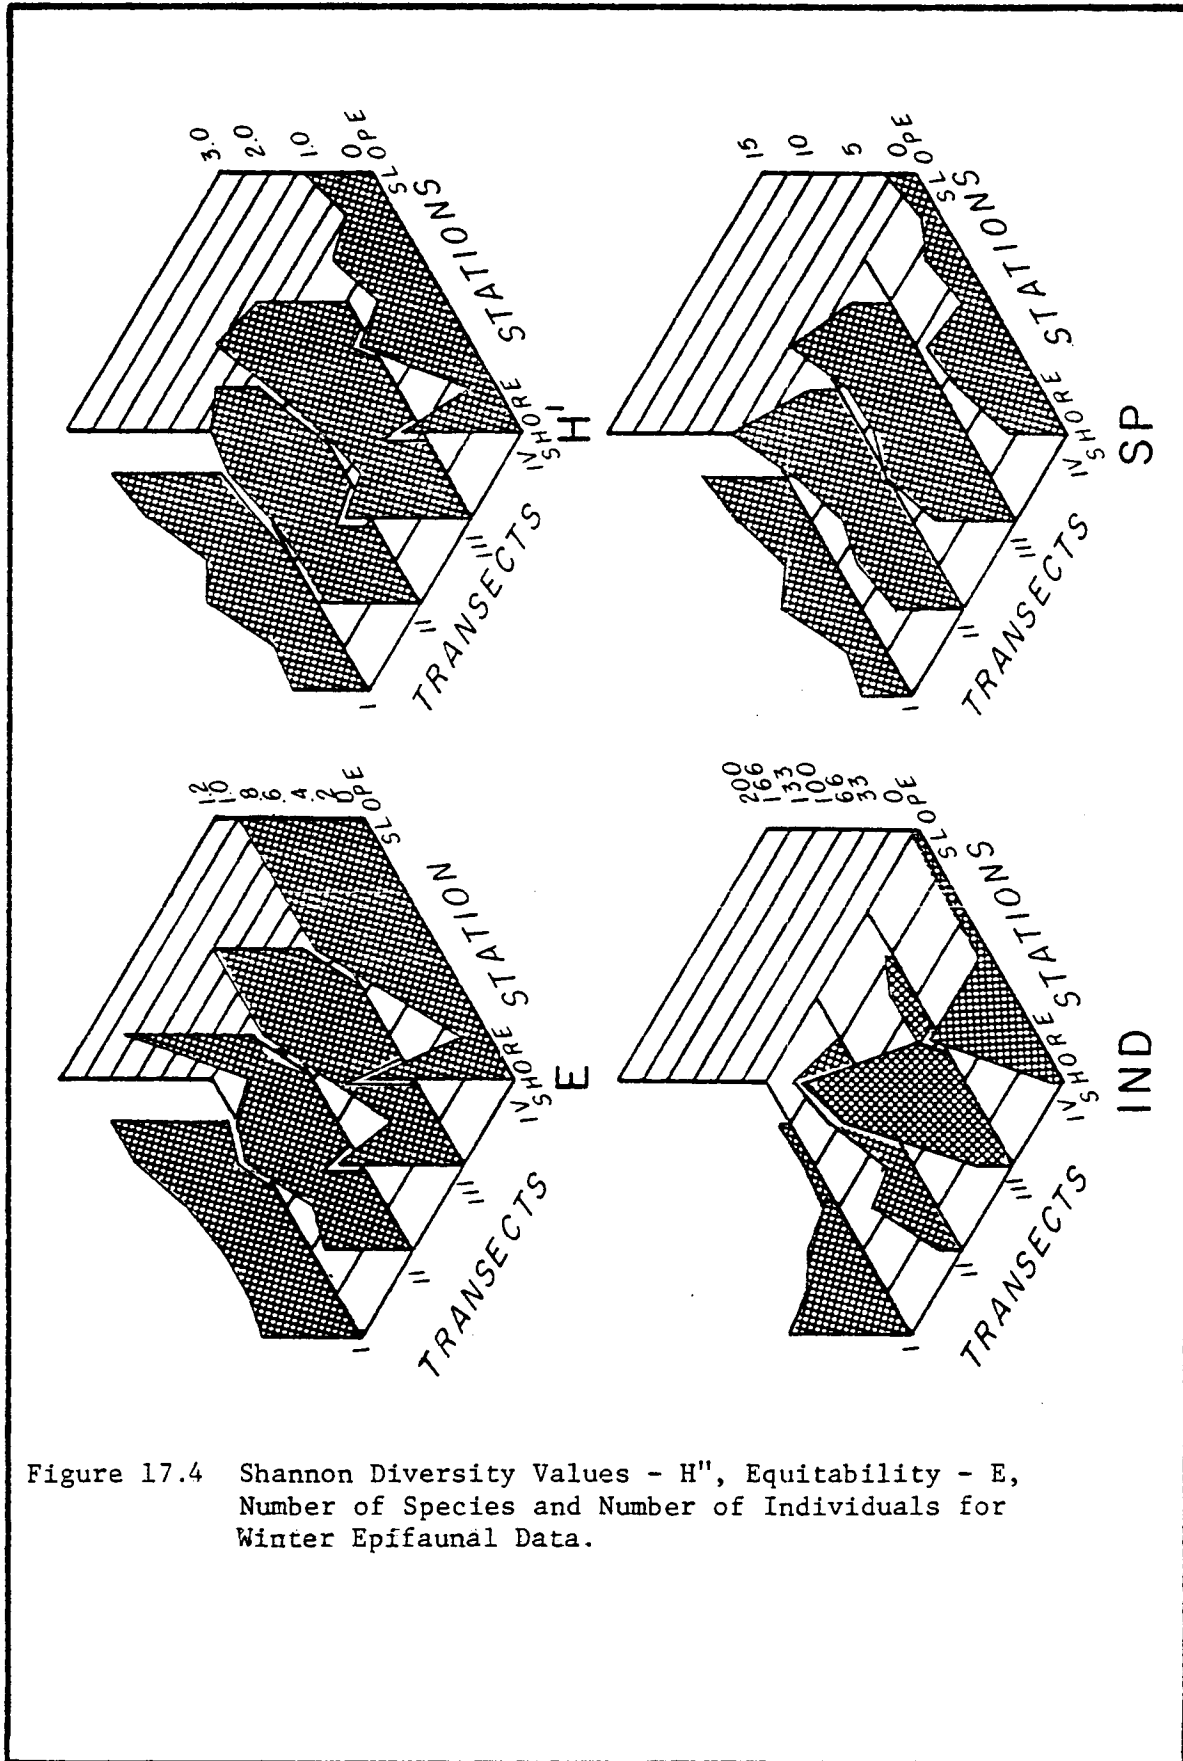 3.0
2.0
1.0
0
SLOPE
STATIONS
SHORE
IV
III
II
I
TRANSECTS
H'
15
10
5
0
SLOPE
STATIONS
SHORE
IV
III
II
I
TRANSECTS
SP
1.2
1.0
.8
.6
.4
.2
0
SLOPE
STATION
SHORE
IV
III
II
I
TRANSECTS
E
200
166
133
100
66
33
0
SLOPE
STATIONS
SHORE
IV
III
II
I
TRANSECTS
IND
Figure 17.4 Shannon Diversity Values - H", Equitability - E,
Number of Species and Number of Individuals for
Winter Epifaunal Data.